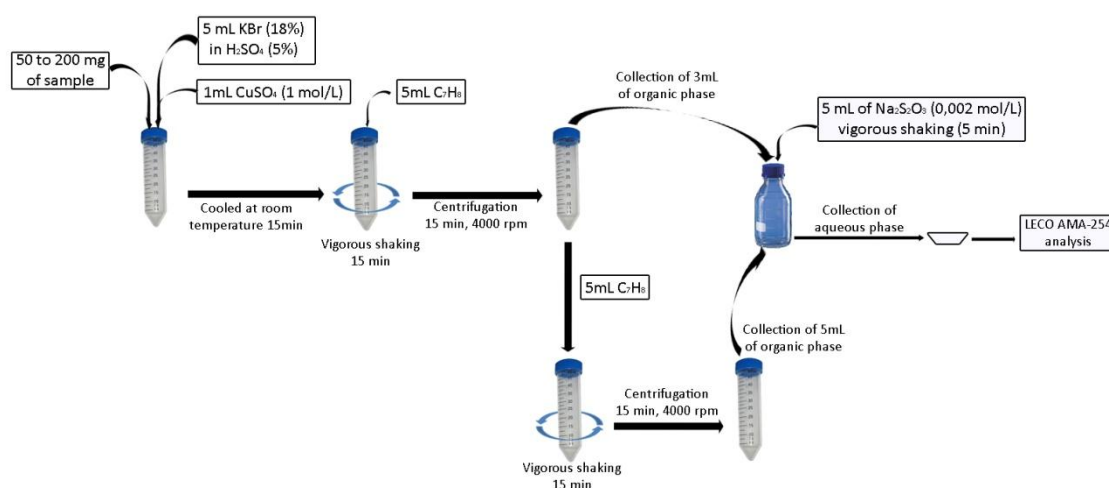 50 to 200 mg
of sample
5 mL KBr (18%)
in H₂SO₄ (5%)
1mL CuSO₄ (1 mol/L)
5mL C₇H₈
Cooled at room
temperature 15min
Vigorous shaking
15 min
Centrifugation
15 min, 4000 rpm
Collection of 3mL
of organic phase
5 mL of Na₂S₂O₃ (0,002 mol/L)
vigorous shaking (5 min)
Collection of
aqueous phase
LECO AMA-254
analysis
5mL C₇H₈
Vigorous shaking
15 min
Centrifugation
15 min, 4000 rpm
Collection of 5mL
of organic phase